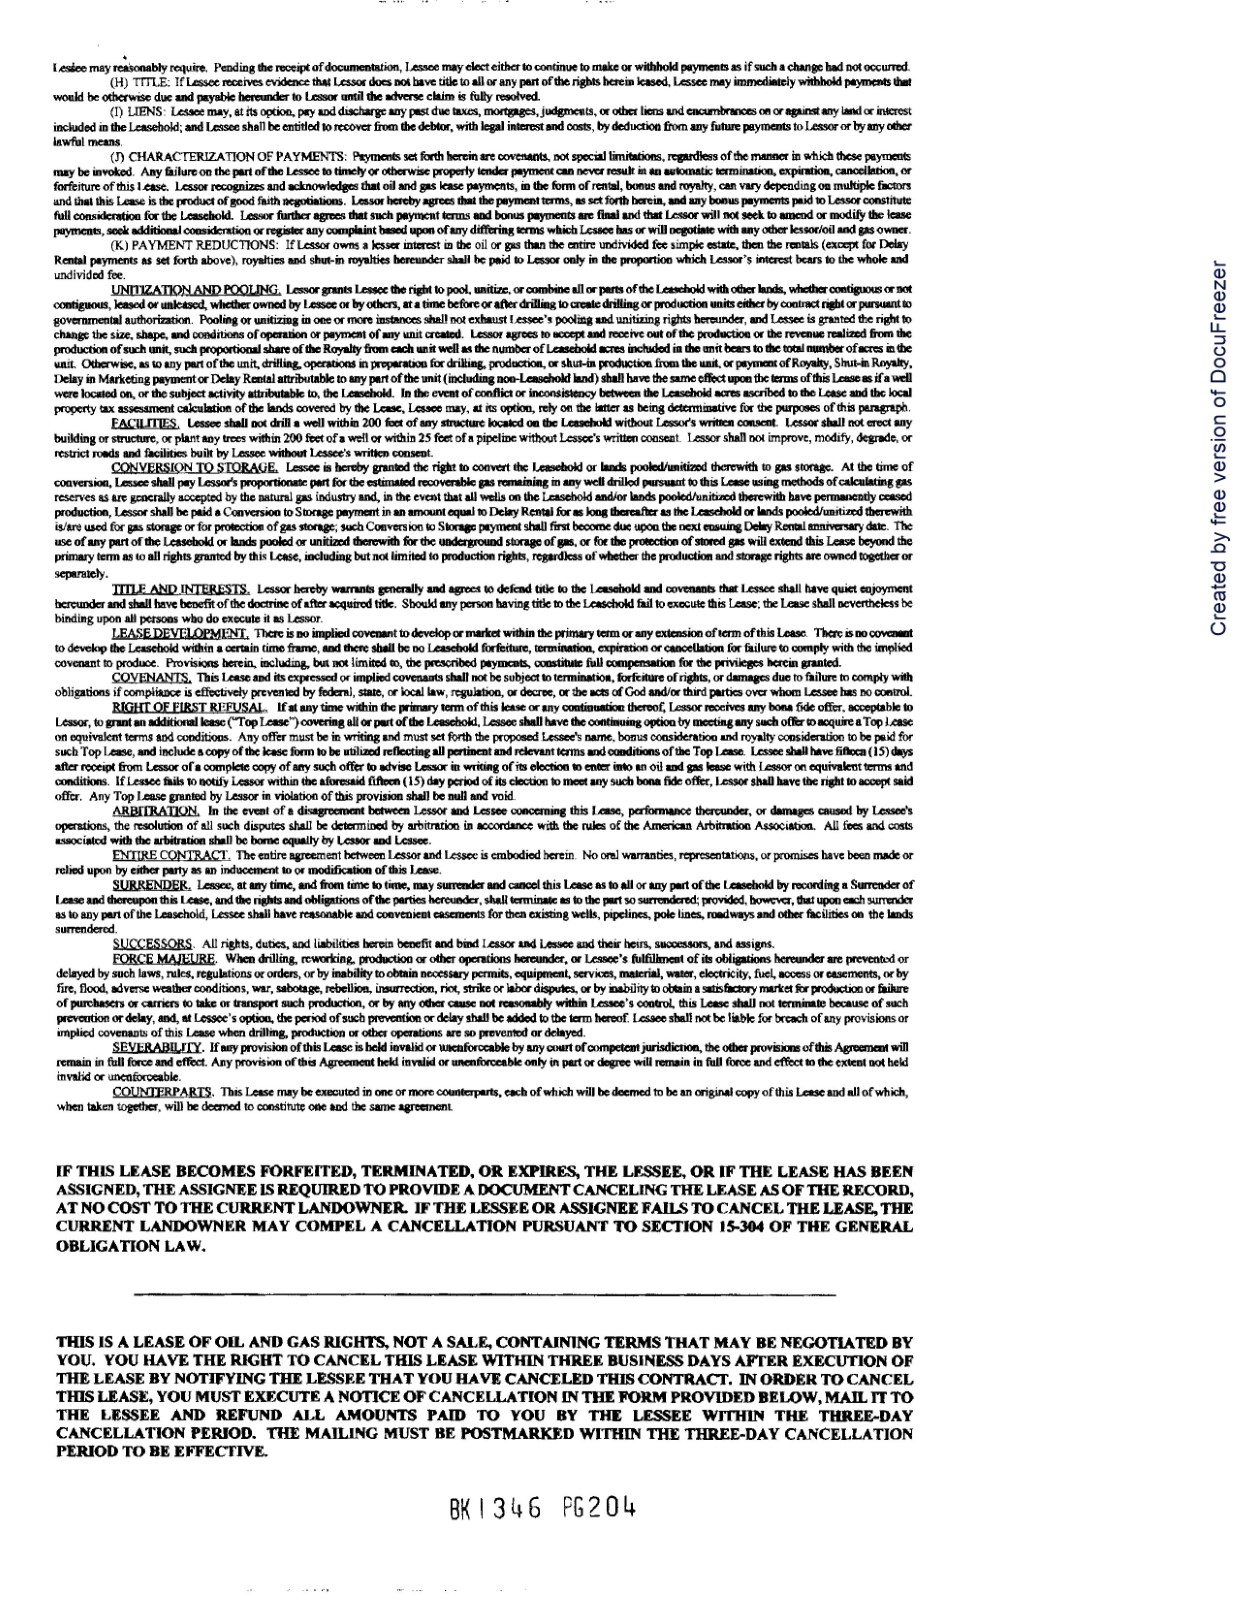 Lessee may reasonably require. Pending the receipt of documentation, Lessee may elect either to continue to make or withhold payments as if such a change had not occurred.
(H) TITLE: If Lessee receives evidence that Lessor does not have title to all or any part of the rights herein leased, Lessee may immediately withhold payments that
would be otherwise due and payable hereunder to Lessor until the adverse claim is fully resolved.
(I) LIENS: Lessee may, at its option, pay and discharge any past due taxes, mortgages, judgments, or other liens and encumbrances on or against any land or interest
included in the Leasehold; and Lessee shall be entitled to recover from the debtor, with legal interest and costs, by deduction from any future payments to Lessor or by any other
lawful means.
(J) CHARACTERIZATION OF PAYMENTS: Payments set forth herein are covenants, not special limitations, regardless of the manner in which these payments
may be invoked. Any failure on the part of the Lessee to timely or otherwise properly tender payment can never result in an automatic termination, expiration, cancellation, or
forfeiture of this Lease. Lessor recognizes and acknowledges that oil and gas lease payments, in the form of rental, bonus and royalty, can vary depending on multiple factors
and that this Lease is the product of good faith negotiations. Lessor hereby agrees that the payment terms, as set forth herein, and any bonus payments paid to Lessor constitute
full consideration for the Leasehold. Lessor further agrees that such payment terms and bonus payments are final and that Lessor will not seek to amend or modify the lease
payments, seek additional consideration or register any complaint based upon of any differing terms which Lessee has or will negotiate with any other lessor/oil and gas owner.
(K) PAYMENT REDUCTIONS: If Lessor owns a lesser interest in the oil or gas than the entire undivided fee simple estate, then the rentals (except for Delay
Rental payments as set forth above), royalties and shut-in royalties hereunder shall be paid to Lessor only in the proportion which Lessor's interest bears to the whole and
undivided fee.
UNITIZATION AND POOLING. Lessor grants Lessee the right to pool, unitize, or combine all or parts of the Leasehold with other lands, whether contiguous or not
contiguous, leased or unleased, whether owned by Lessee or by others, at a time before or after drilling to create drilling or production units either by contract right or pursuant to
governmental authorization. Pooling or unitizing in one or more instances shall not exhaust Lessee's pooling and unitizing rights hereunder, and Lessee is granted the right to
change the size, shape, and conditions of operation or payment of any unit created. Lessor agrees to accept and receive out of the production or the revenue realized from the
production of such unit, such proportional share of the Royalty from each unit well as the number of Leasehold acres included in the unit bears to the total number of acres in the
unit. Otherwise, as to any part of the unit, drilling, operations in preparation for drilling, production, or shut-in production from the unit, or payment of Royalty, Shut-in Royalty,
Delay in Marketing payment or Delay Rental attributable to any part of the unit (including non-Leasehold land) shall have the same effect upon the terms of this Lease as if a well
were located on, or the subject activity attributable to, the Leasehold. In the event of conflict or inconsistency between the Leasehold acres ascribed to the Lease and the local
property tax assessment calculation of the lands covered by the Lease, Lessee may, at its option, rely on the latter as being determinative for the purposes of this paragraph.
FACILITIES. Lessee shall not drill a well within 200 feet of any structure located on the Leasehold without Lessor's written consent. Lessor shall not erect any
building or structure, or plant any trees within 200 feet of a well or within 25 feet of a pipeline without Lessee's written consent. Lessor shall not improve, modify, degrade, or
restrict roads and facilities built by Lessee without Lessee's written consent.
CONVERSION TO STORAGE. Lessee is hereby granted the right to convert the Leasehold or lands pooled/unitized therewith to gas storage. At the time of
conversion, Lessee shall pay Lessor's proportionate part for the estimated recoverable gas remaining in any well drilled pursuant to this Lease using methods of calculating gas
reserves as are generally accepted by the natural gas industry and, in the event that all wells on the Leasehold and/or lands pooled/unitized therewith have permanently ceased
production, Lessor shall be paid a Conversion to Storage payment in an amount equal to Delay Rental for as long thereafter as the Leasehold or lands pooled/unitized therewith
is/are used for gas storage or for protection of gas storage; such Conversion to Storage payment shall first become due upon the next ensuing Delay Rental anniversary date. The
use of any part of the Leasehold or lands pooled or unitized therewith for the underground storage of gas, or for the protection of stored gas will extend this Lease beyond the
primary term as to all rights granted by this Lease, including but not limited to production rights, regardless of whether the production and storage rights are owned together or
separately.
TITLE AND INTERESTS. Lessor hereby warrants generally and agrees to defend title to the Leasehold and covenants that Lessee shall have quiet enjoyment
hereunder and shall have benefit of the doctrine of after acquired title. Should any person having title to the Leasehold fail to execute this Lease; the Lease shall nevertheless be
binding upon all persons who do execute it as Lessor.
LEASE DEVELOPMENT. There is no implied covenant to develop or market within the primary term or any extension of term of this Lease. There is no covenant
to develop the Leasehold within a certain time frame, and there shall be no Leasehold forfeiture, termination, expiration or cancellation for failure to comply with the implied
covenant to produce. Provisions herein, including, but not limited to, the prescribed payments, constitute full compensation for the privileges herein granted.
COVENANTS. This Lease and its expressed or implied covenants shall not be subject to termination, forfeiture of rights, or damages due to failure to comply with
obligations if compliance is effectively prevented by federal, state, or local law, regulation, or decree, or the acts of God and/or third parties over whom Lessee has no control.
RIGHT OF FIRST REFUSAL. If at any time within the primary term of this lease or any continuation thereof, Lessor receives any bona fide offer, acceptable to
Lessor, to grant an additional lease ("Top Lease") covering all or part of the Leasehold, Lessee shall have the continuing option by meeting any such offer to acquire a Top Lease
on equivalent terms and conditions. Any offer must be in writing and must set forth the proposed Lessee's name, bonus consideration and royalty consideration to be paid for
such Top Lease, and include a copy of the lease form to be utilized reflecting all pertinent and relevant terms and conditions of the Top Lease. Lessee shall have fifteen (15) days
after receipt from Lessor of a complete copy of any such offer to advise Lessor in writing of its election to enter into an oil and gas lease with Lessor on equivalent terms and
conditions. If Lessee fails to notify Lessor within the aforesaid fifteen (15) day period of its election to meet any such bona fide offer, Lessor shall have the right to accept said
offer. Any Top Lease granted by Lessor in violation of this provision shall be null and void.
ARBITRATION. In the event of a disagreement between Lessor and Lessee concerning this Lease, performance thereunder, or damages caused by Lessee's
operations, the resolution of all such disputes shall be determined by arbitration in accordance with the rules of the American Arbitration Association. All fees and costs
associated with the arbitration shall be borne equally by Lessor and Lessee.
ENTIRE CONTRACT. The entire agreement between Lessor and Lessee is embodied herein. No oral warranties, representations, or promises have been made or
relied upon by either party as an inducement to or modification of this Lease.
SURRENDER. Lessee, at any time, and from time to time, may surrender and cancel this Lease as to all or any part of the Leasehold by recording a Surrender of
Lease and thereupon this Lease, and the rights and obligations of the parties hereunder, shall terminate as to the part so surrendered; provided, however, that upon each surrender
as to any part of the Leasehold, Lessee shall have reasonable and convenient easements for then existing wells, pipelines, pole lines, roadways and other facilities on the lands
surrendered.
SUCCESSORS. All rights, duties, and liabilities herein benefit and bind Lessor and Lessee and their heirs, successors, and assigns.
FORCE MAJEURE. When drilling, reworking, production or other operations hereunder, or Lessee's fulfillment of its obligations hereunder are prevented or
delayed by such laws, rules, regulations or orders, or by inability to obtain necessary permits, equipment, services, material, water, electricity, fuel, access or easements, or by
fire, flood, adverse weather conditions, war, sabotage, rebellion, insurrection, riot, strike or labor disputes, or by inability to obtain a satisfactory market for production or failure
of purchasers or carriers to take or transport such production, or by any other cause not reasonably within Lessee's control, this Lease shall not terminate because of such
prevention or delay, and, at Lessee's option, the period of such prevention or delay shall be added to the term hereof. Lessee shall not be liable for breach of any provisions or
implied covenants of this Lease when drilling, production or other operations are so prevented or delayed.
SEVERABILITY. If any provision of this Lease is held invalid or unenforceable by any court of competent jurisdiction, the other provisions of this Agreement will
remain in full force and effect. Any provision of this Agreement held invalid or unenforceable only in part or degree will remain in full force and effect to the extent not held
invalid or unenforceable.
COUNTERPARTS. This Lease may be executed in one or more counterparts, each of which will be deemed to be an original copy of this Lease and all of which,
when taken together, will be deemed to constitute one and the same agreement.
IF THIS LEASE BECOMES FORFEITED, TERMINATED, OR EXPIRES, THE LESSEE, OR IF THE LEASE HAS BEEN
ASSIGNED, THE ASSIGNEE IS REQUIRED TO PROVIDE A DOCUMENT CANCELING THE LEASE AS OF THE RECORD,
AT NO COST TO THE CURRENT LANDOWNER. IF THE LESSEE OR ASSIGNEE FAILS TO CANCEL THE LEASE, THE
CURRENT LANDOWNER MAY COMPEL A CANCELLATION PURSUANT TO SECTION 15-304 OF THE GENERAL
OBLIGATION LAW.
THIS IS A LEASE OF OIL AND GAS RIGHTS, NOT A SALE, CONTAINING TERMS THAT MAY BE NEGOTIATED BY
YOU. YOU HAVE THE RIGHT TO CANCEL THIS LEASE WITHIN THREE BUSINESS DAYS AFTER EXECUTION OF
THE LEASE BY NOTIFYING THE LESSEE THAT YOU HAVE CANCELED THIS CONTRACT. IN ORDER TO CANCEL
THIS LEASE, YOU MUST EXECUTE A NOTICE OF CANCELLATION IN THE FORM PROVIDED BELOW, MAIL IT TO
THE LESSEE AND REFUND ALL AMOUNTS PAID TO YOU BY THE LESSEE WITHIN THE THREE-DAY
CANCELLATION PERIOD. THE MAILING MUST BE POSTMARKED WITHIN THE THREE-DAY CANCELLATION
PERIOD TO BE EFFECTIVE.
BK1346 PG204
Created by free version of DocuFreezer